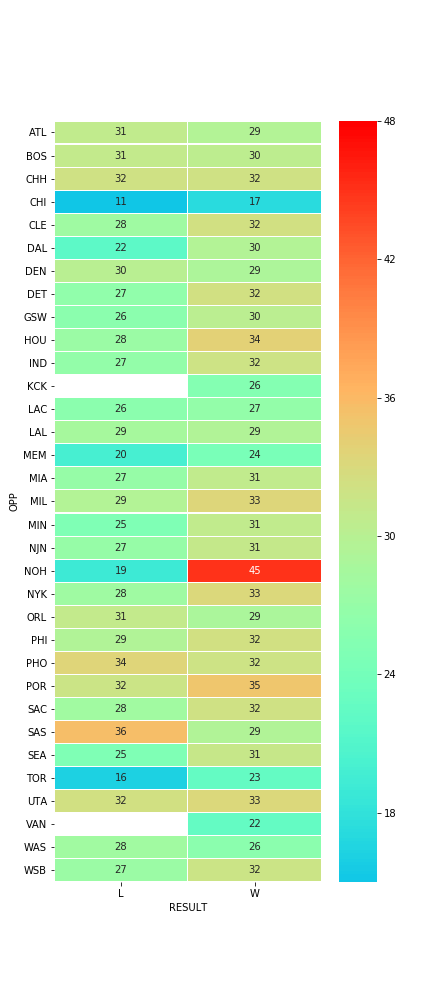 ATL 31 29
BOS 31 30
CHH 32 32
CHI 11 17
CLE 28 32
DAL 22 30
DEN 30 29
DET 27 32
GSW 26 30
HOU 28 34
IND 27 32
KCK 26
LAC 26 27
LAL 29 29
MEM 20 24
MIA 27 31
MIL 29 33
MIN 25 31
NJN 27 31
NOH 19 45
NYK 28 33
ORL 31 29
PHI 29 32
PHO 34 32
POR 32 35
SAC 28 32
SAS 36 29
SEA 25 31
TOR 16 23
UTA 32 33
VAN 22
WAS 28 26
WSB 27 32
L W
RESULT
OPP
48
42
36
30
24
18